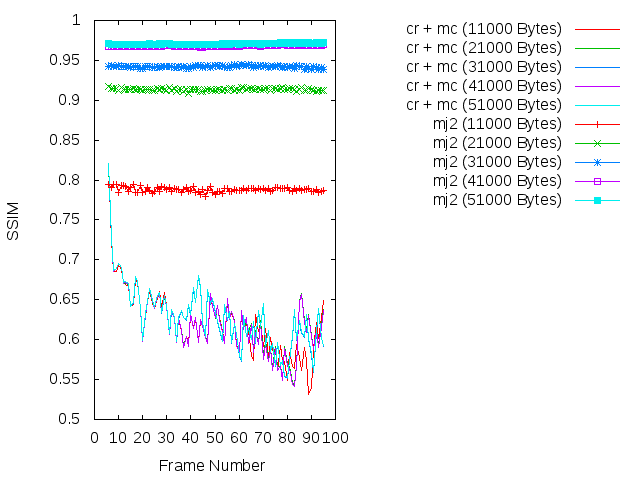 1
0.95
0.9
0.85
0.8
0.75
0.7
0.65
0.6
0.55
0.5
SSIM
0 10 20 30 40 50 60 70 80 90 100
Frame Number
cr + mc (11000 Bytes)
cr + mc (21000 Bytes)
cr + mc (31000 Bytes)
cr + mc (41000 Bytes)
cr + mc (51000 Bytes)
mj2 (11000 Bytes)
mj2 (21000 Bytes)
mj2 (31000 Bytes)
mj2 (41000 Bytes)
mj2 (51000 Bytes)